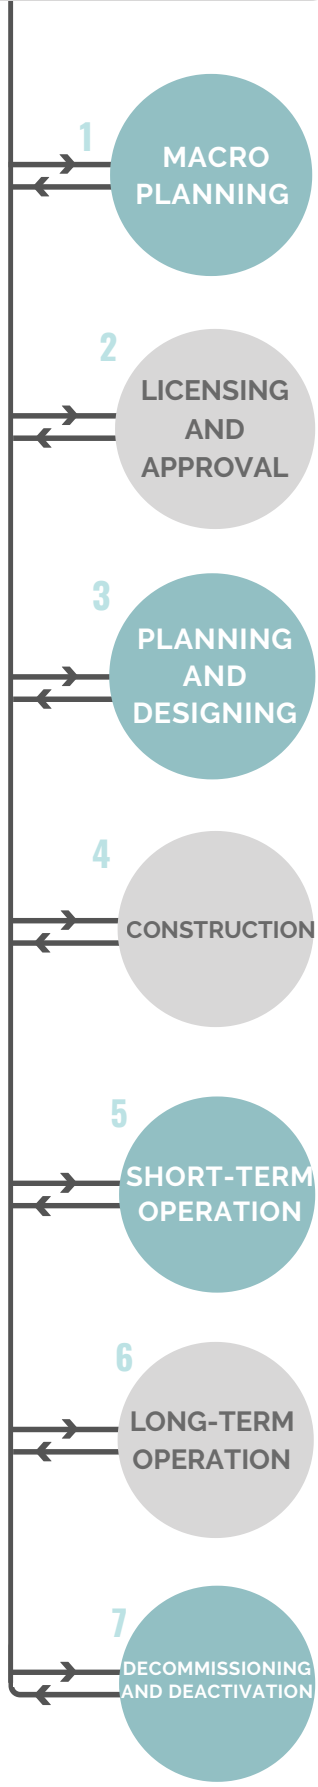 1
MACRO
PLANNING
2
LICENSING
AND
APPROVAL
3
PLANNING
AND
DESIGNING
4
CONSTRUCTION
5
SHORT-TERM
OPERATION
6
LONG-TERM
OPERATION
7
DECOMMISSIONING
AND DEACTIVATION